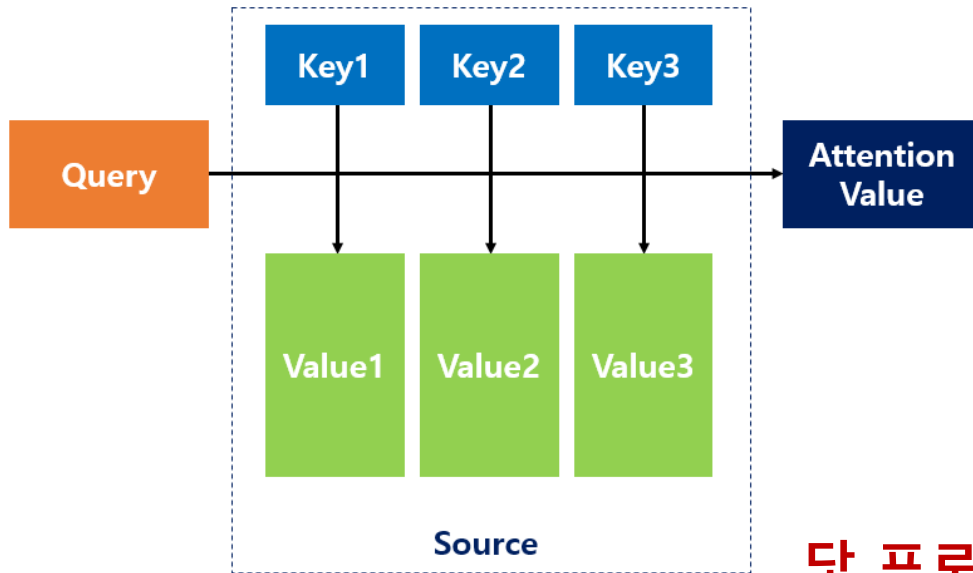 Key1 Key2 Key3
Query
Attention
Value
Value1 Value2 Value3
Source